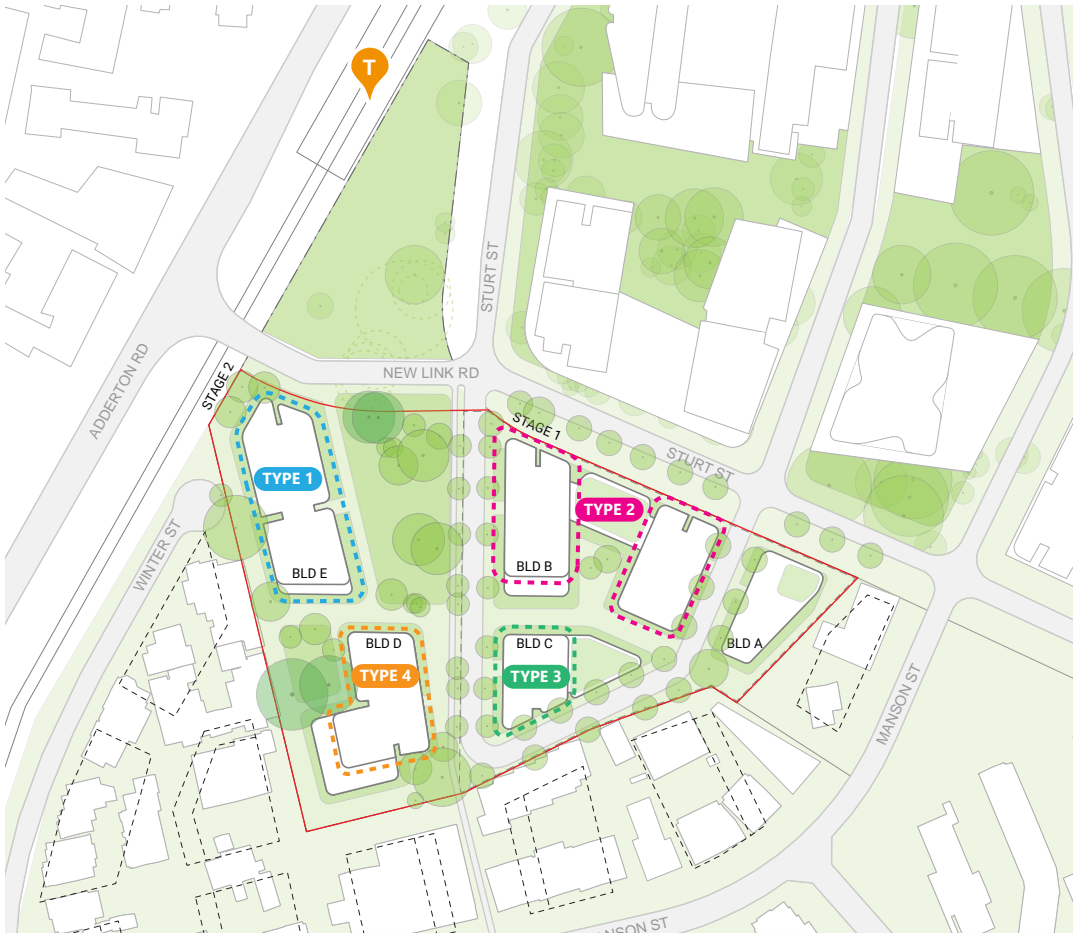 T
STURT ST
ADDERTON RD
NEW LINK RD
STAGE 2
STAGE 1
STURT ST
TYPE 1
TYPE 2
WINTER ST
BLD B
BLD E
BLD D
BLD C
BLD A
TYPE 4
TYPE 3
MANSON ST
NSON ST